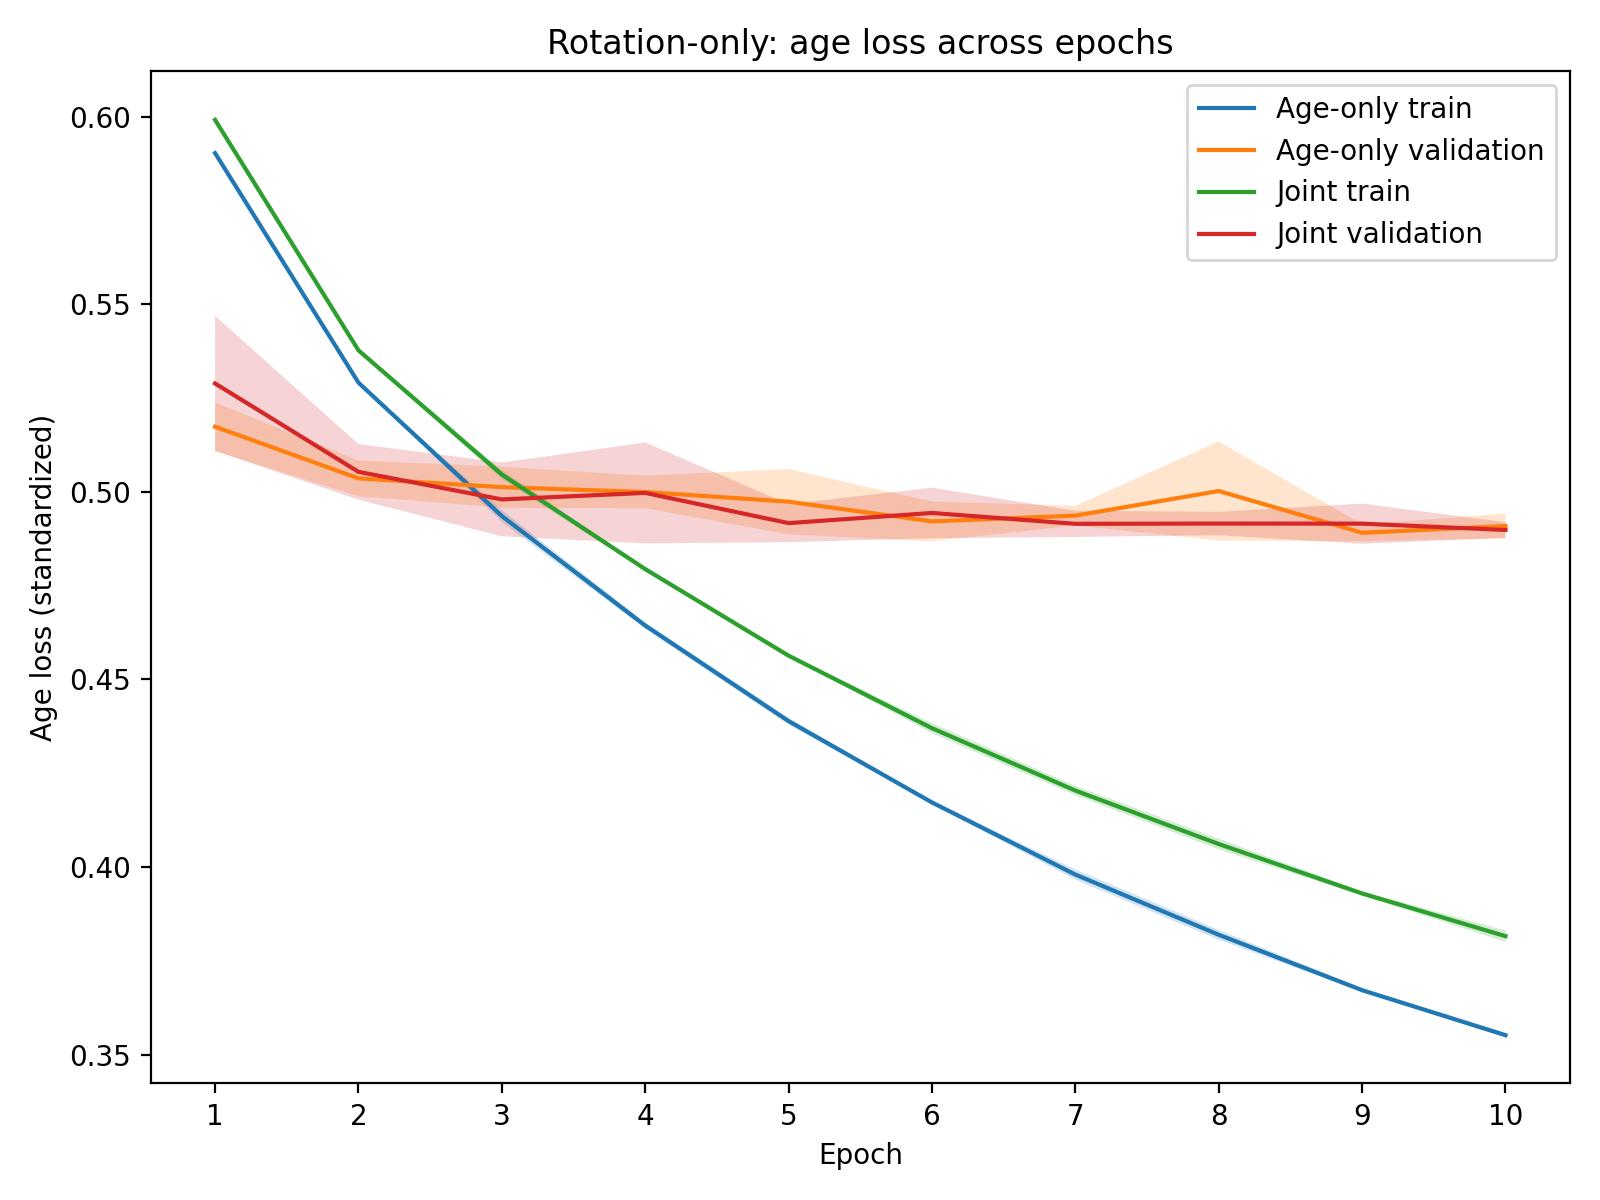 Rotation-only: age loss across epochs
Age-only train
Age-only validation
Joint train
Joint validation
Age loss (standardized)
0.60
0.55
0.50
0.45
0.40
0.35
1 2 3 4 5 6 7 8 9 10
Epoch